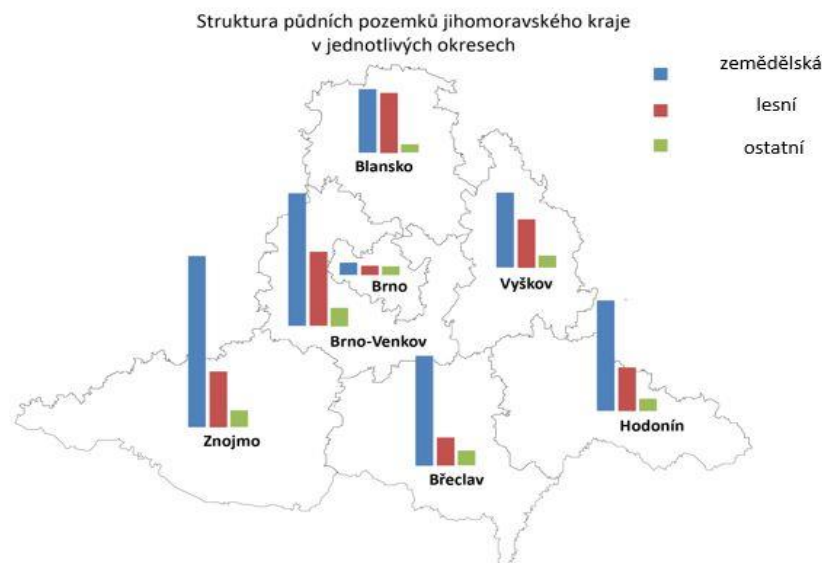 Struktura půdních pozemků jihomoravského kraje
v jednotlivých okresech
zemědělská
lesní
ostatní
Blansko
Brno
Vyškov
Brno-Venkov
Znojmo
Hodonín
Břeclav